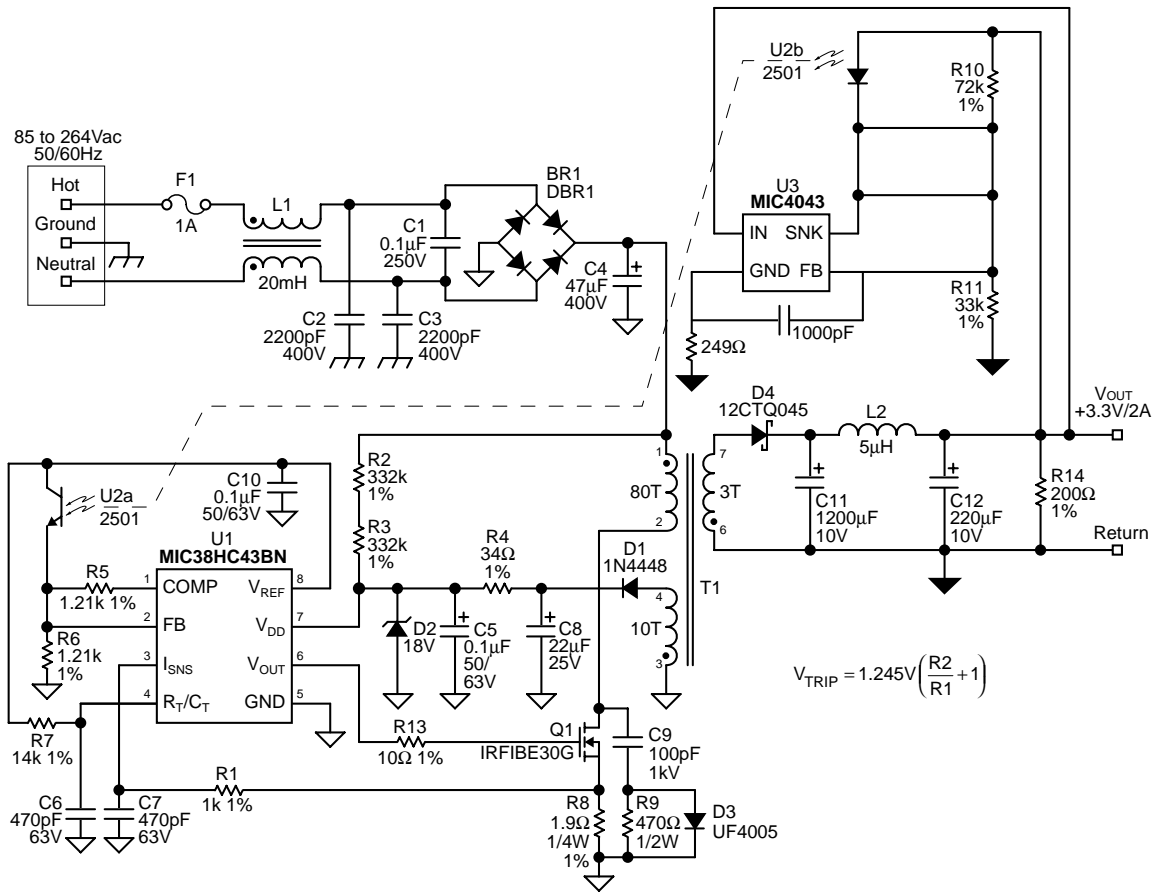 U2b
2501
R10
72k
1%
85 to 264Vac
50/60Hz
Hot
Ground
Neutral
F1
1A
L1
20mH
C1
0.1µF
250V
BR1
DBR1
C4
47µF
400V
+
C2
2200pF
400V
C3
2200pF
400V
U3
MIC4043
IN
SNK
GND
FB
1000pF
249Ω
R11
33k
1%
D4
12CTQ045
L2
5µH
VOUT
+3.3V/2A
R2
332k
1%
R3
332k
1%
1
80T
2
7
3T
6
+
C11
1200µF
10V
+
C12
220µF
10V
R14
200Ω
1%
Return
C10
0.1µF
50/63V
U2a
2501
U1
MIC38HC43BN
R5
1.21k 1%
R6
1.21k
1%
1
COMP
2
FB
3
ISNS
4
RT/CT
VREF
8
VDD
7
VOUT
6
GND
5
R4
34Ω
1%
D1
1N4448
4
10T
3
T1
D2
18V
+
C5
0.1µF
50/
63V
+
C8
22µF
25V
VTRIP = 1.245V(R2/R1 + 1)
R7
14k 1%
R13
10Ω 1%
Q1
IRFIBE30G
C9
100pF
1kV
R1
1k 1%
C6
470pF
63V
C7
470pF
63V
R8
1.9Ω
1/4W
1%
R9
470Ω
1/2W
D3
UF4005